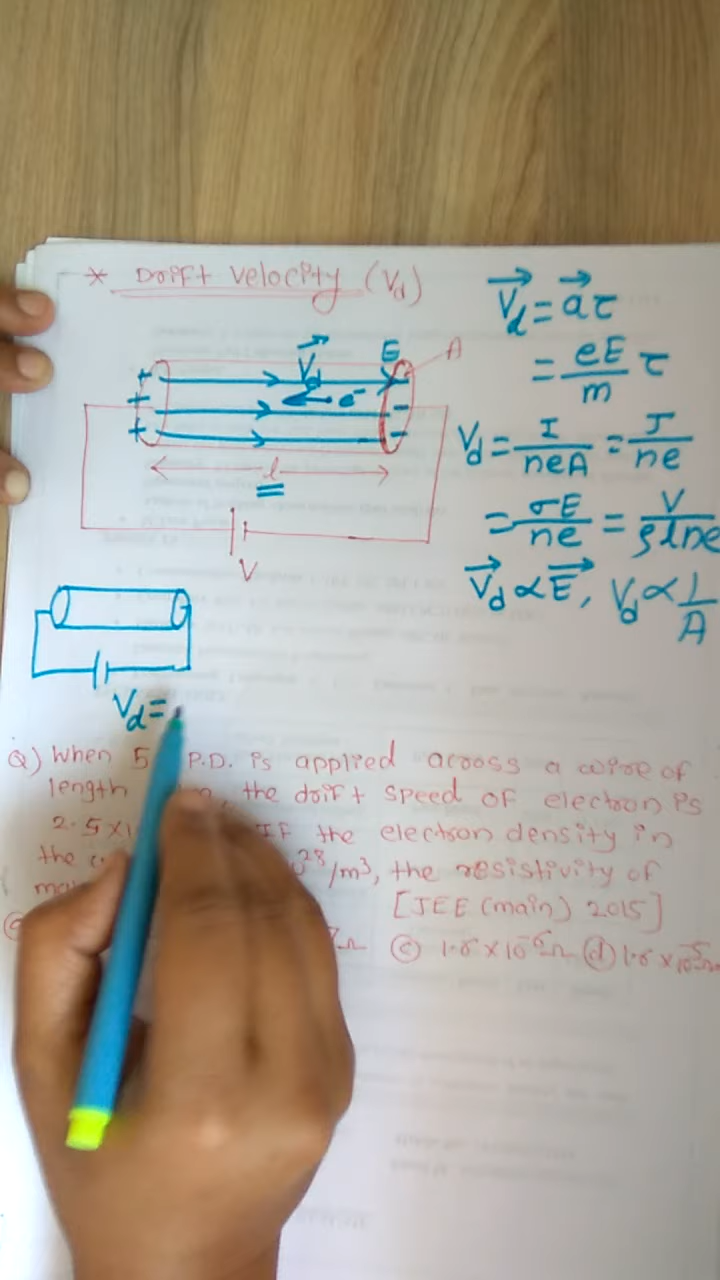 * Drift velocity (Vd)
V⃗d = a⃗τ
= eE/m τ
Vd = I/neA = J/ne
= σE/ne = V/ρlne
V⃗d ∝ E⃗, Vd ∝ 1/A
+ V⃗d E A
+ e⁻ -
+ -
l
V
Vd =
Q) When 5 P.D. is applied across a wire of
length the drift speed of electron is
2.5×1 If the electron density in
the 28/m³, the resistivity of
[JEE (main) 2015]
Ω (c) 1.6 × 10⁻⁶Ω (d) 1.6 × 10⁻⁵Ωm